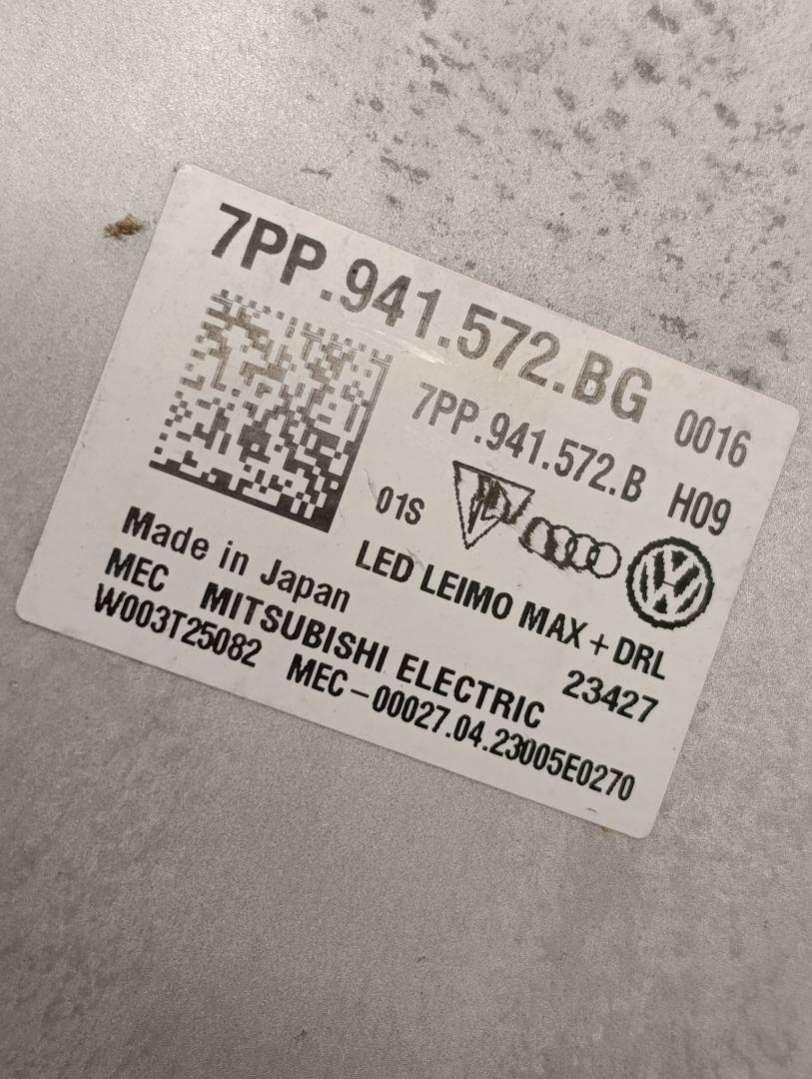 7PP.941.572.BG 0016
7PP.941.572.B H09
01S
LED LEIMO MAX + DRL
Made in Japan
23427
MEC MITSUBISHI ELECTRIC
W003T25082 MEC-00027.04.23005E0270